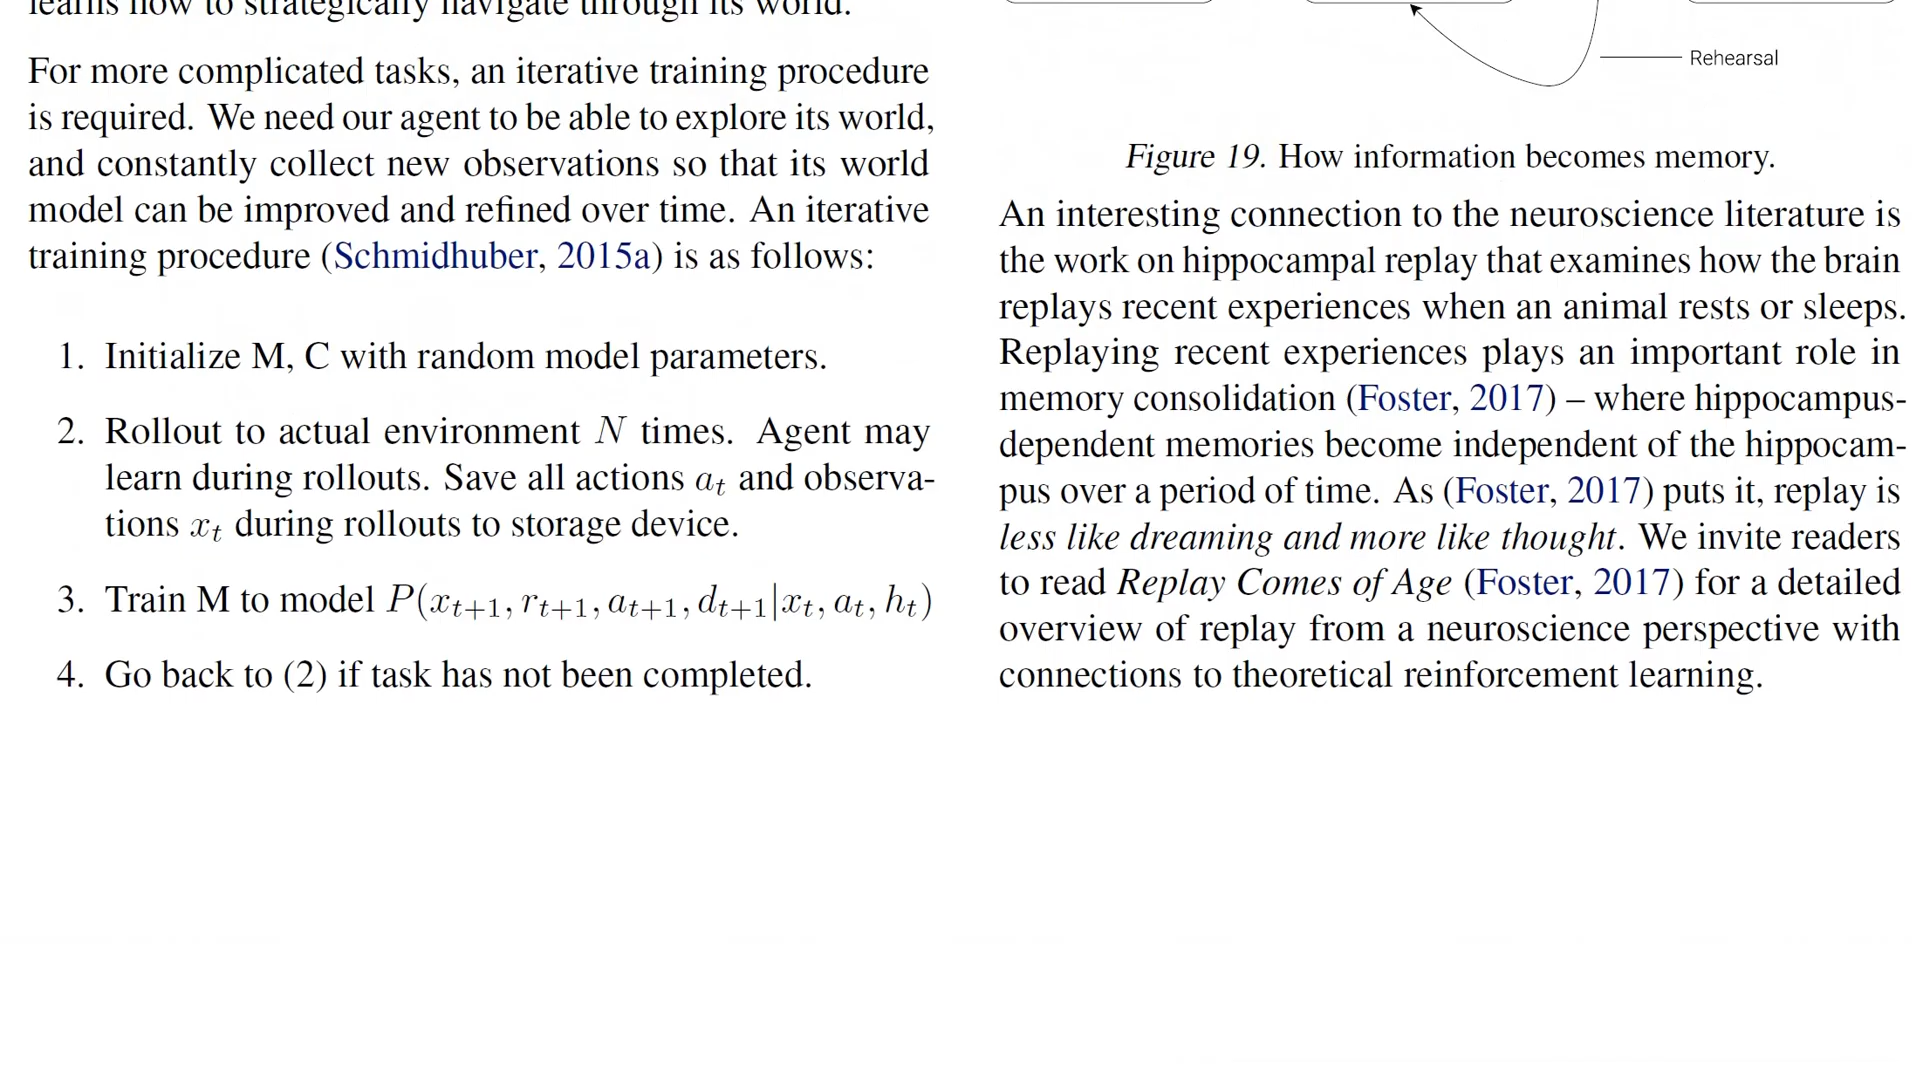 learns how to strategically navigate through its world.
For more complicated tasks, an iterative training procedure
is required. We need our agent to be able to explore its world,
and constantly collect new observations so that its world
model can be improved and refined over time. An iterative
training procedure (Schmidhuber, 2015a) is as follows:
1. Initialize M, C with random model parameters.
2. Rollout to actual environment N times. Agent may
learn during rollouts. Save all actions a_t and observa-
tions x_t during rollouts to storage device.
3. Train M to model P(x_{t+1}, r_{t+1}, a_{t+1}, d_{t+1}|x_t, a_t, h_t)
4. Go back to (2) if task has not been completed.
Rehearsal
Figure 19. How information becomes memory.
An interesting connection to the neuroscience literature is
the work on hippocampal replay that examines how the brain
replays recent experiences when an animal rests or sleeps.
Replaying recent experiences plays an important role in
memory consolidation (Foster, 2017) – where hippocampus-
dependent memories become independent of the hippocam-
pus over a period of time. As (Foster, 2017) puts it, replay is
less like dreaming and more like thought. We invite readers
to read Replay Comes of Age (Foster, 2017) for a detailed
overview of replay from a neuroscience perspective with
connections to theoretical reinforcement learning.